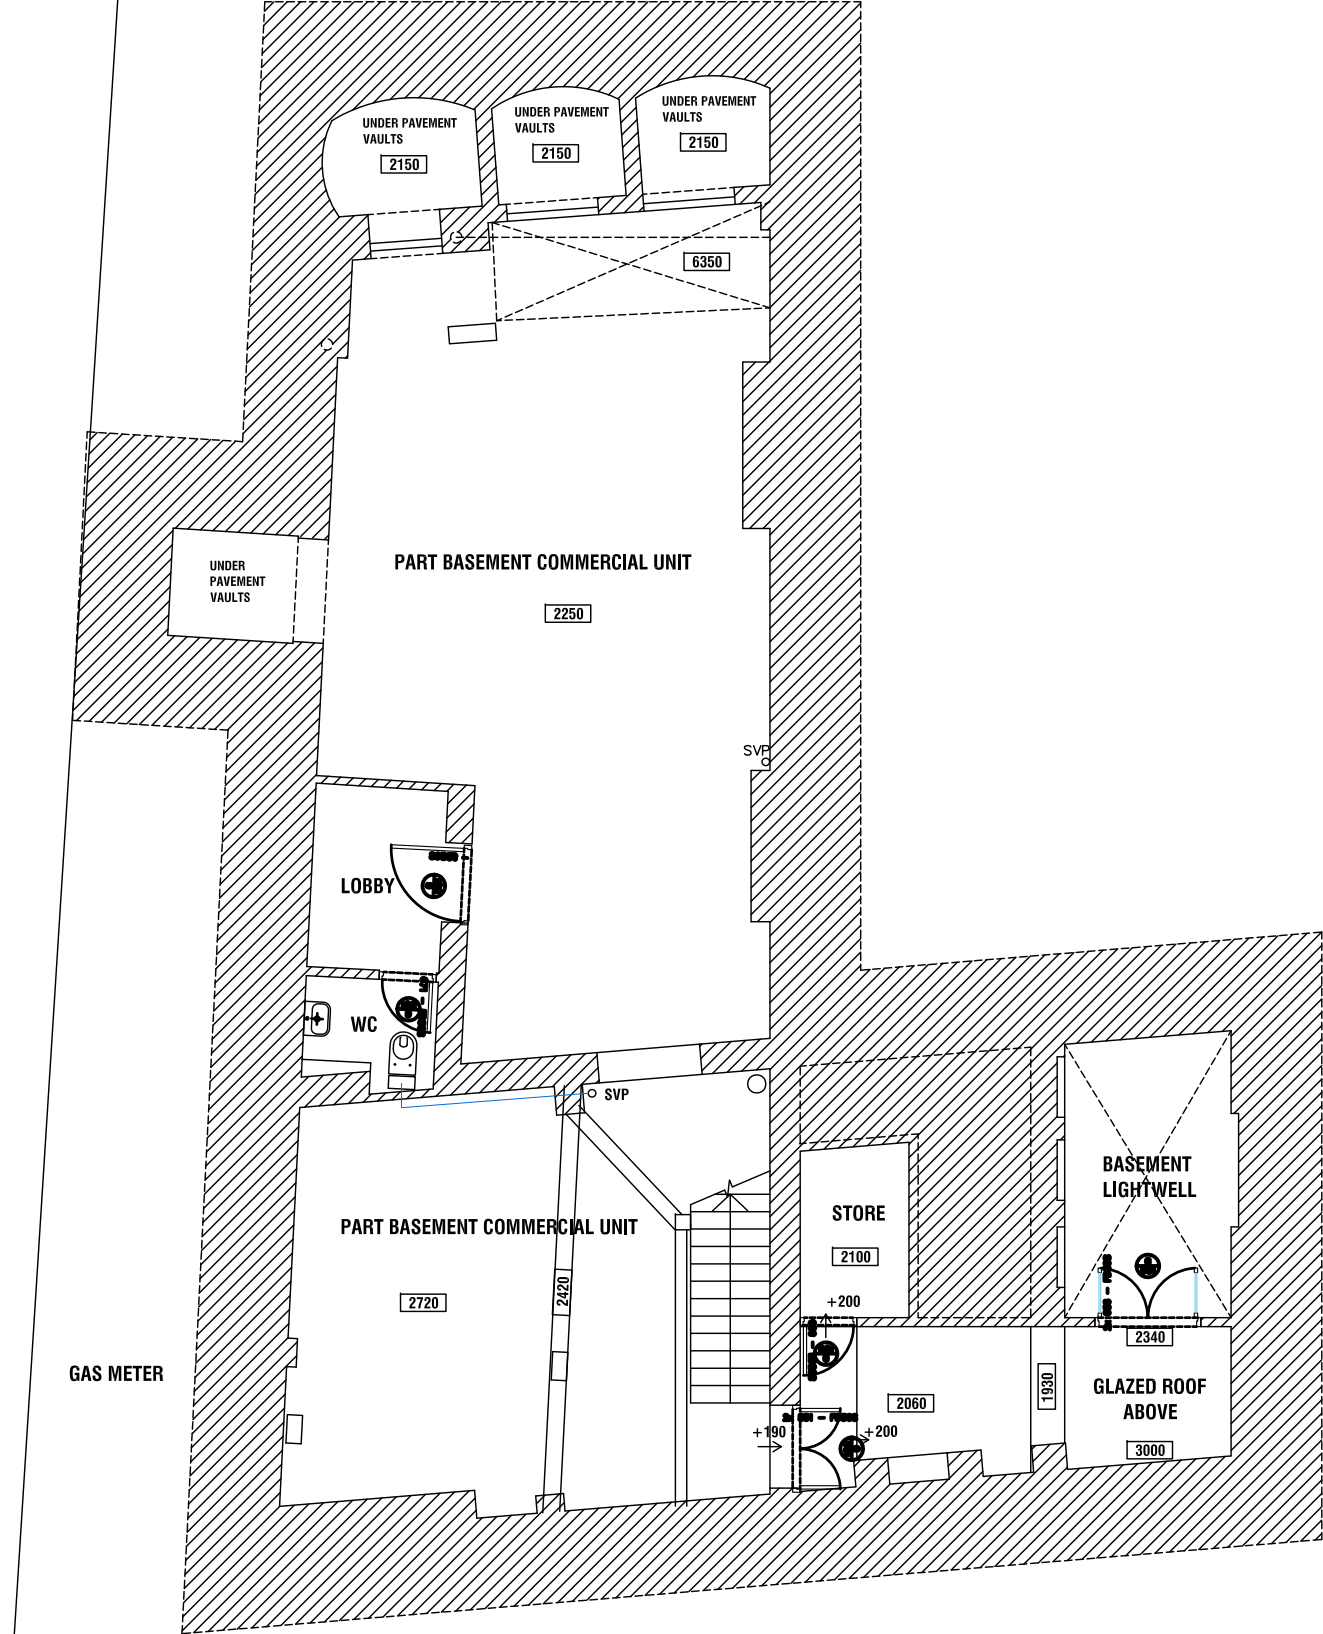 UNDER PAVEMENT
VAULTS
2150
UNDER PAVEMENT
VAULTS
2150
UNDER PAVEMENT
VAULTS
2150
6350
PART BASEMENT COMMERCIAL UNIT
2250
UNDER
PAVEMENT
VAULTS
SVP
LOBBY
WC
SVP
PART BASEMENT COMMERCIAL UNIT
2720
2420
GAS METER
STORE
2100
+200
BASEMENT
LIGHTWELL
2340
GLAZED ROOF
ABOVE
3000
1930
2060
+190
+200